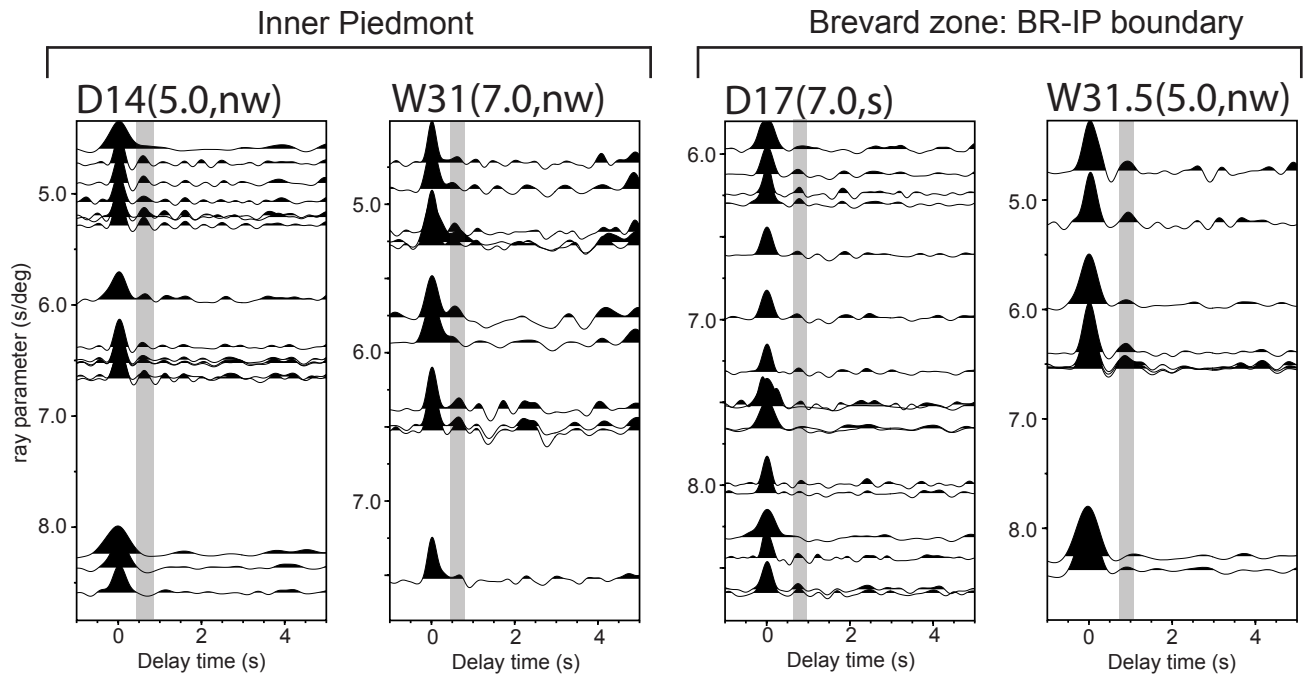 Inner Piedmont
Brevard zone: BR-IP boundary
D14(5.0,nw)
W31(7.0,nw)
D17(7.0,s)
W31.5(5.0,nw)
ray parameter (s/deg)
5.0
6.0
7.0
8.0
0
2
4
Delay time (s)
5.0
6.0
7.0
0
2
4
Delay time (s)
6.0
7.0
8.0
0
2
4
Delay time (s)
5.0
6.0
7.0
8.0
0
2
4
Delay time (s)